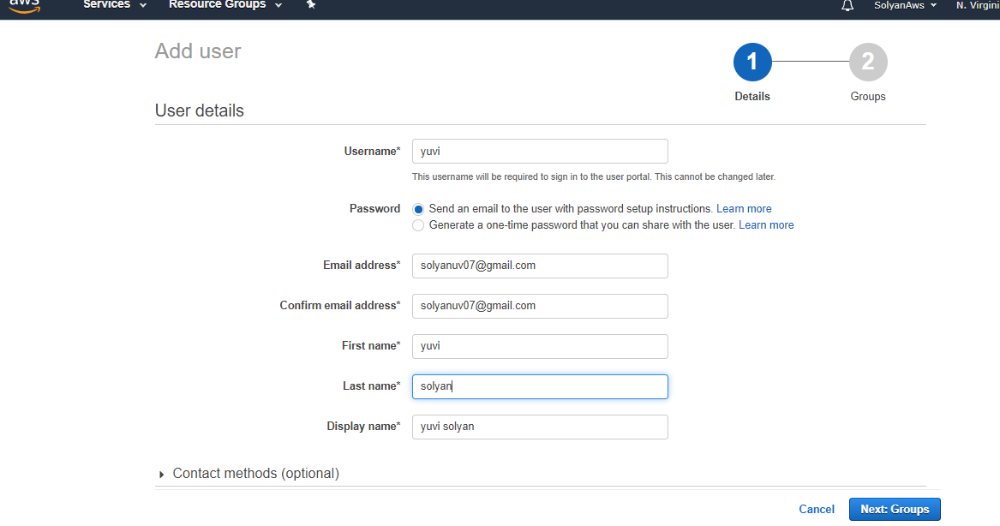 aws Services Resource Groups SolyanAws N. Virgini
Add user
1 2
Details Groups
User details
Username* yuvi
This username will be required to sign in to the user portal. This cannot be changed later.
Password Send an email to the user with password setup instructions. Learn more
Generate a one-time password that you can share with the user. Learn more
Email address* solyanuv07@gmail.com
Confirm email address* solyanuv07@gmail.com
First name* yuvi
Last name* solyan
Display name* yuvi solyan
Contact methods (optional)
Cancel Next: Groups